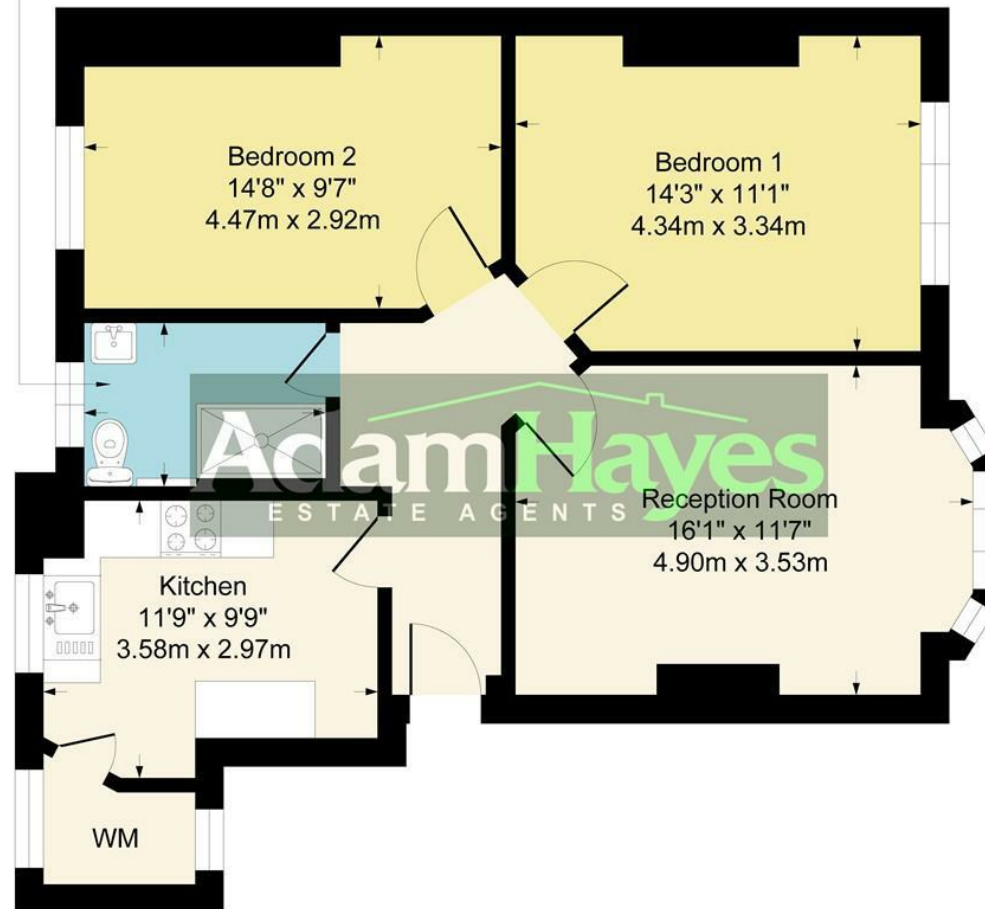 Bedroom 2
14'8" x 9'7"
4.47m x 2.92m
Bedroom 1
14'3" x 11'1"
4.34m x 3.34m
AdamHayes
ESTATE AGENTS
Reception Room
16'1" x 11'7"
4.90m x 3.53m
Kitchen
11'9" x 9'9"
3.58m x 2.97m
WM